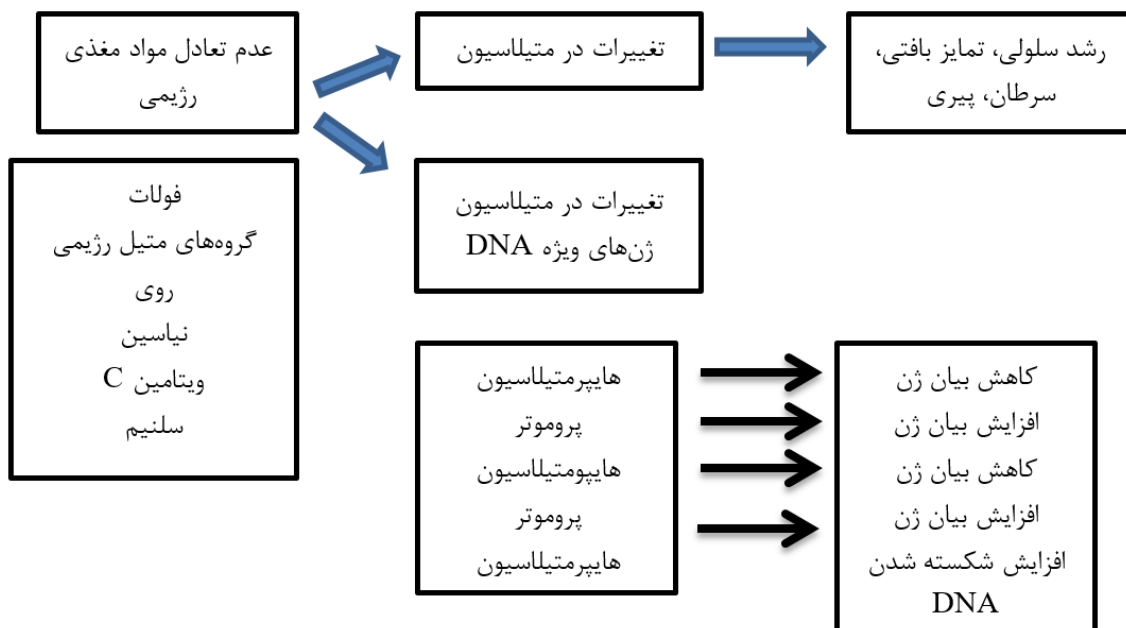 عدم تعادل مواد مغذی
رژیمی
تغییرات در متیلاسیون
رشد سلولی، تمایز بافتی،
سرطان، پیری
فولات
گروه‌های متیل رژیمی
روی
نیاسین
ویتامین C
سلنیم
تغییرات در متیلاسیون
ژن‌های ویژه DNA
هایپرمتیلاسیون
پروموتر
هایپومتیلاسیون
پروموتر
هایپرمتیلاسیون
کاهش بیان ژن
افزایش بیان ژن
کاهش بیان ژن
افزایش بیان ژن
افزایش شکسته شدن
DNA